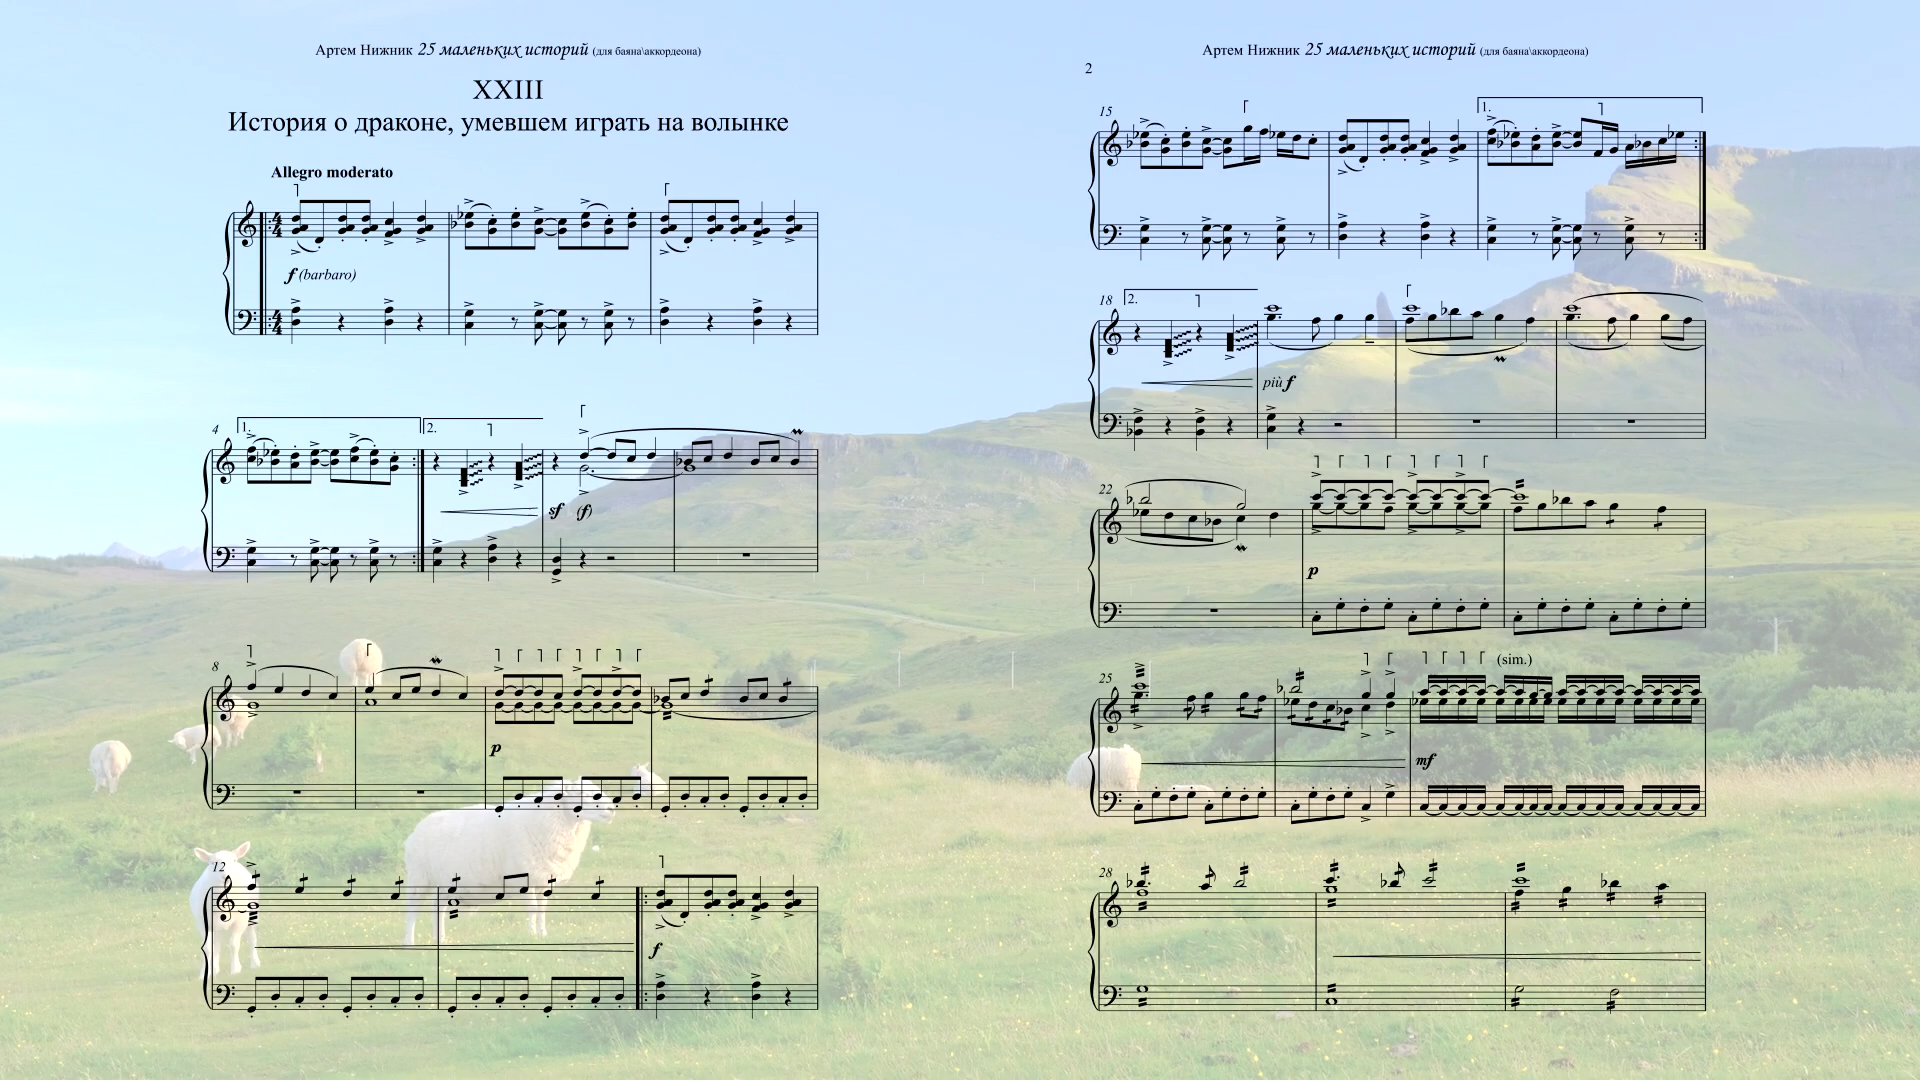 Артем Нижник 25 маленьких историй (для баяна\аккордеона)
XXIII
История о драконе, умевшем играть на волынке
Allegro moderato
f (barbaro)
4
1.
2.
sf (f)
8
p
12
f
Артем Нижник 25 маленьких историй (для баяна\аккордеона)
2
15
1.
18
2.
più f
22
p
25
(sim.)
mf
28